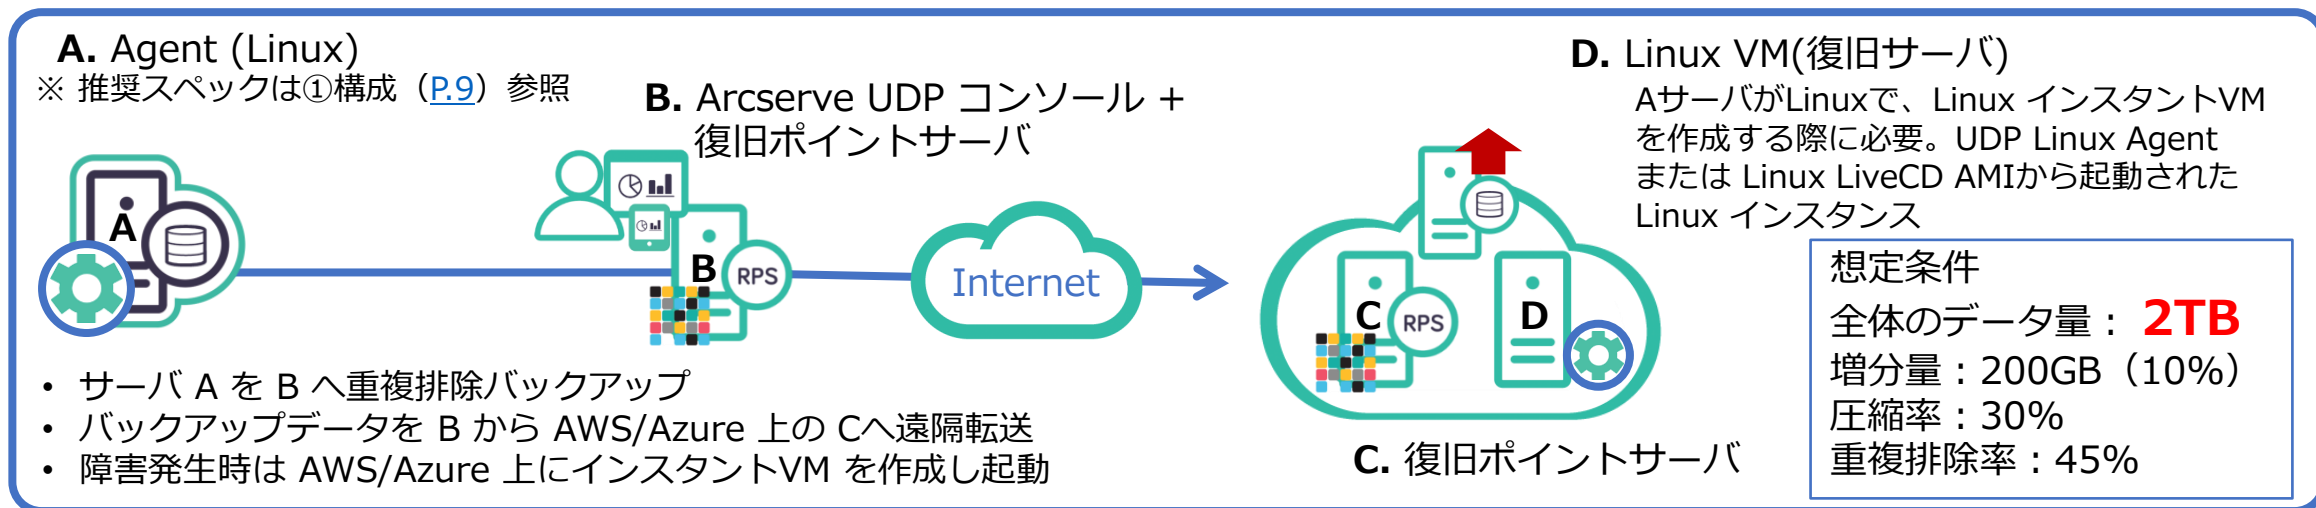 A. Agent (Linux)
※ 推奨スペックは①構成（P.9）参照
B. Arcserve UDP コンソール +
復旧ポイントサーバ
D. Linux VM(復旧サーバ)
AサーバがLinuxで、Linux インスタントVM
を作成する際に必要。UDP Linux Agent
または Linux LiveCD AMIから起動された
Linux インスタンス
A
B
RPS
Internet
C
RPS
D
想定条件
全体のデータ量： 2TB
増分量：200GB（10%）
圧縮率：30%
重複排除率：45%
• サーバ A を B へ重複排除バックアップ
• バックアップデータを B から AWS/Azure 上の Cへ遠隔転送
• 障害発生時は AWS/Azure 上にインスタントVM を作成し起動
C. 復旧ポイントサーバ